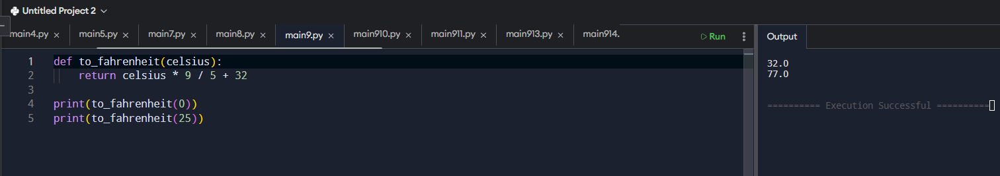 Untitled Project 2
main4.py × main5.py × main7.py × main8.py × main9.py × main910.py × main911.py × main913.py × main914.
Run
Output
1 def to_fahrenheit(celsius):
2     return celsius * 9 / 5 + 32
3
4 print(to_fahrenheit(0))
5 print(to_fahrenheit(25))
32.0
77.0
========== Execution Successful ==========